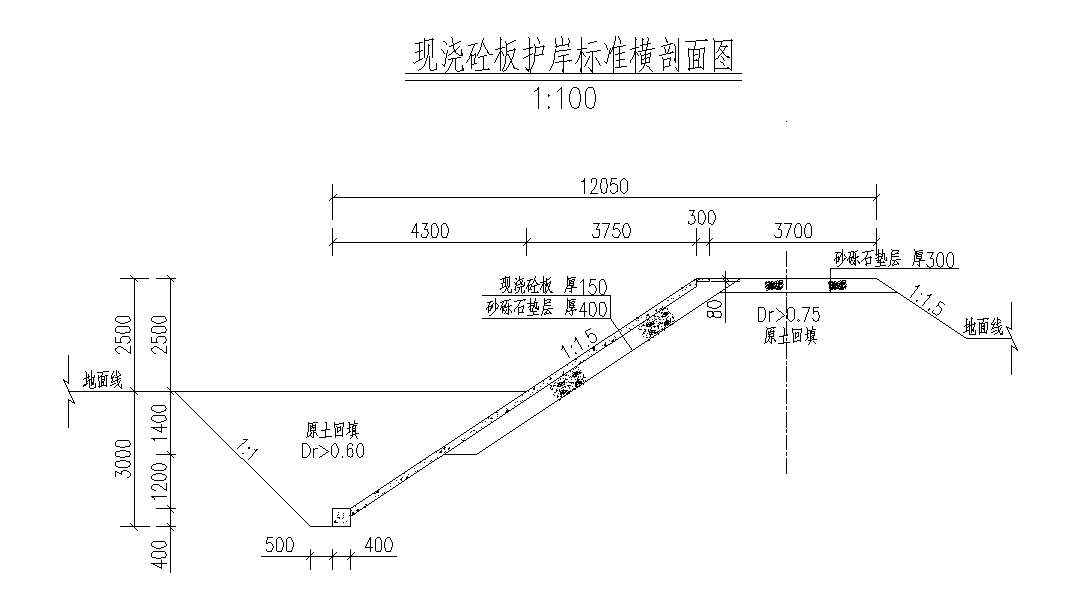 现浇砼板护岸标准横剖面图
1:100
12050
4300
3750
300
3700
砂砾石垫层 厚300
现浇砼板 厚150
砂砾石垫层 厚400
80
1:1.5
1:1.5
Dr>0.75
原土回填
地面线
地面线
2500
2500
3000
1400
1200
400
1:1
原土回填
Dr>0.60
500
400